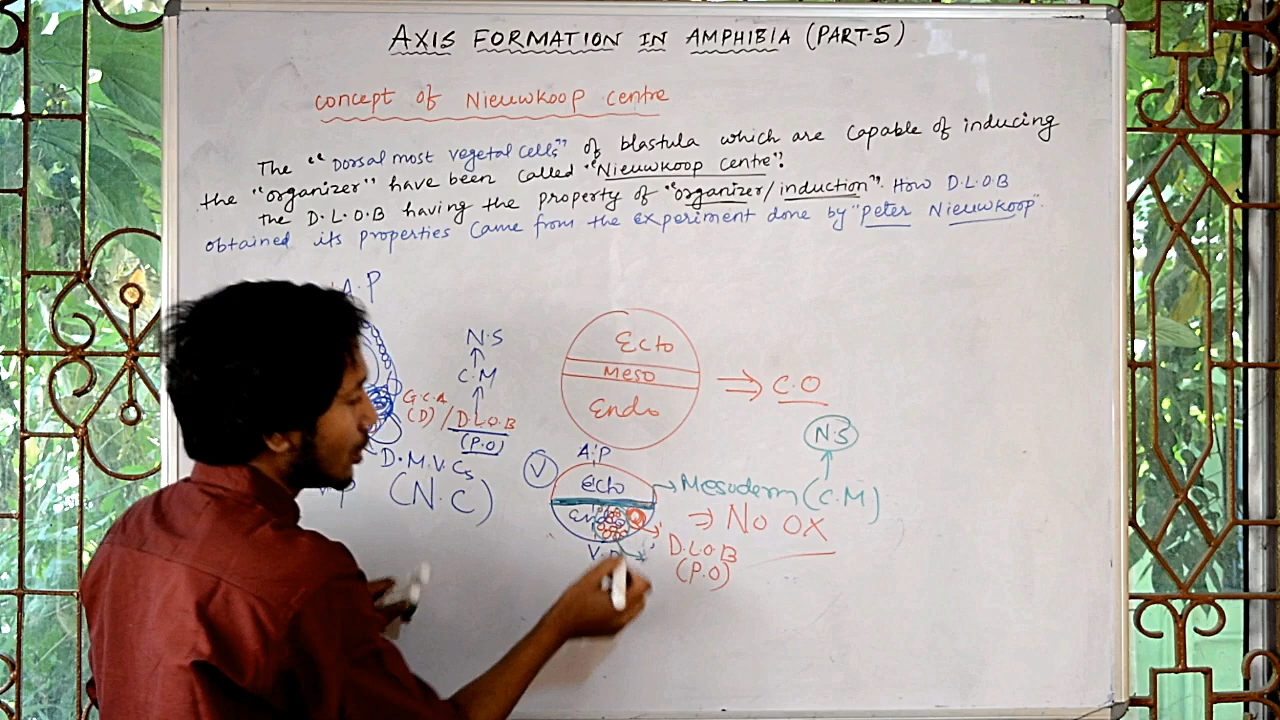 AXIS FORMATION IN AMPHIBIA (PART-5)
concept of Nieuwkoop centre
The "Dorsal most vegetal cells" of blastula which are capable of inducing
the "organizer" have been called "Nieuwkoop centre".
The D.L.O.B having the property of "organizer/induction". How D.L.O.B
obtained its properties came from the experiment done by "peter Nieuwkoop".
A.P
N.S
C.M
G.C.A
(D) / D.L.O.B
(P.O)
D.M.V.Cs
(N.C)
Ecto
Meso
Endo
C.O
N.S
A.P
V
Ecto
Mesoderm (C.M)
Endo
No OX
D.L.O.B
(P.O)